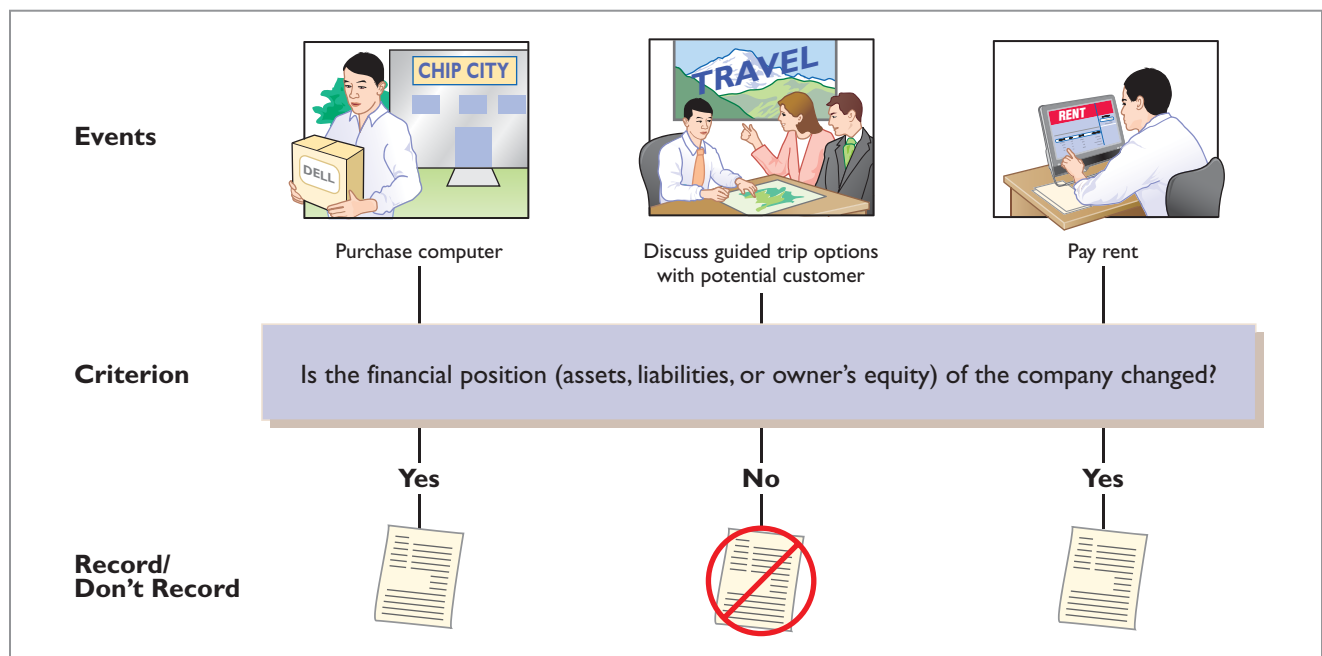 CHIP CITY
TRAVEL
RENT
Events
DELL
Purchase computer
Discuss guided trip options
with potential customer
Pay rent
Criterion
Is the financial position (assets, liabilities, or owner’s equity) of the company changed?
Yes
No
Yes
Record/
Don’t Record